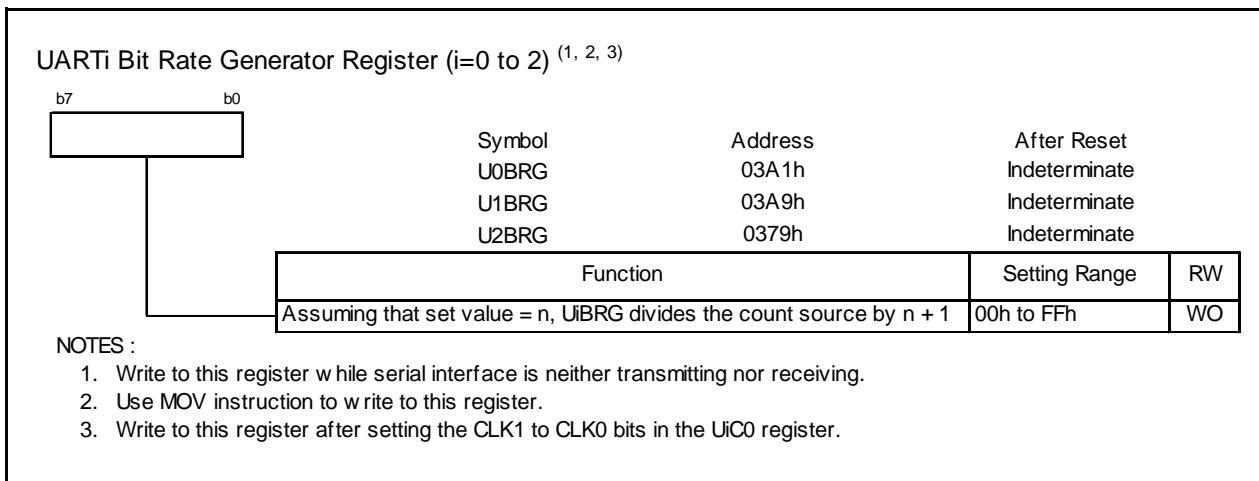 UARTi Bit Rate Generator Register (i=0 to 2) (1, 2, 3)
b7 b0
Symbol Address After Reset
U0BRG 03A1h Indeterminate
U1BRG 03A9h Indeterminate
U2BRG 0379h Indeterminate
Function Setting Range RW
Assuming that set value = n, UiBRG divides the count source by n + 1 00h to FFh WO
NOTES :
1. Write to this register while serial interface is neither transmitting nor receiving.
2. Use MOV instruction to write to this register.
3. Write to this register after setting the CLK1 to CLK0 bits in the UiC0 register.